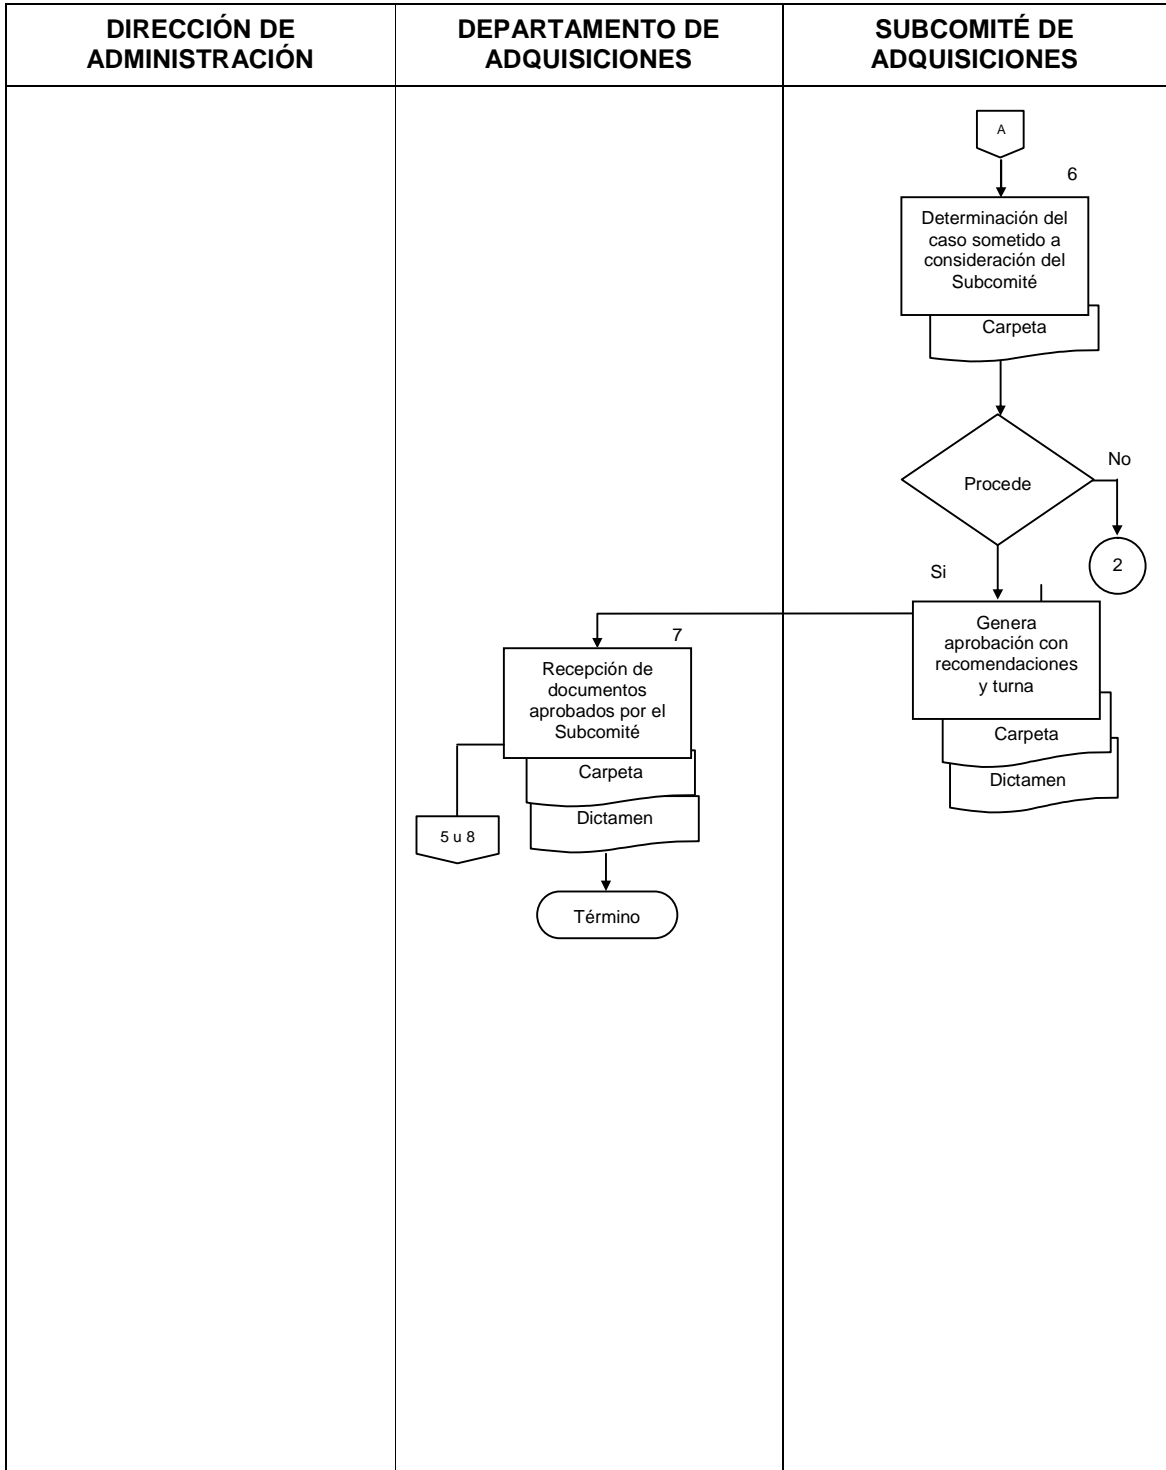 DIRECCIÓN DE
ADMINISTRACIÓN
DEPARTAMENTO DE
ADQUISICIONES
SUBCOMITÉ DE
ADQUISICIONES
A
6
Determinación del
caso sometido a
consideración del
Subcomité
Carpeta
Procede
No
2
Si
Genera
aprobación con
recomendaciones
y turna
Carpeta
Dictamen
7
Recepción de
documentos
aprobados por el
Subcomité
Carpeta
Dictamen
5 u 8
Término